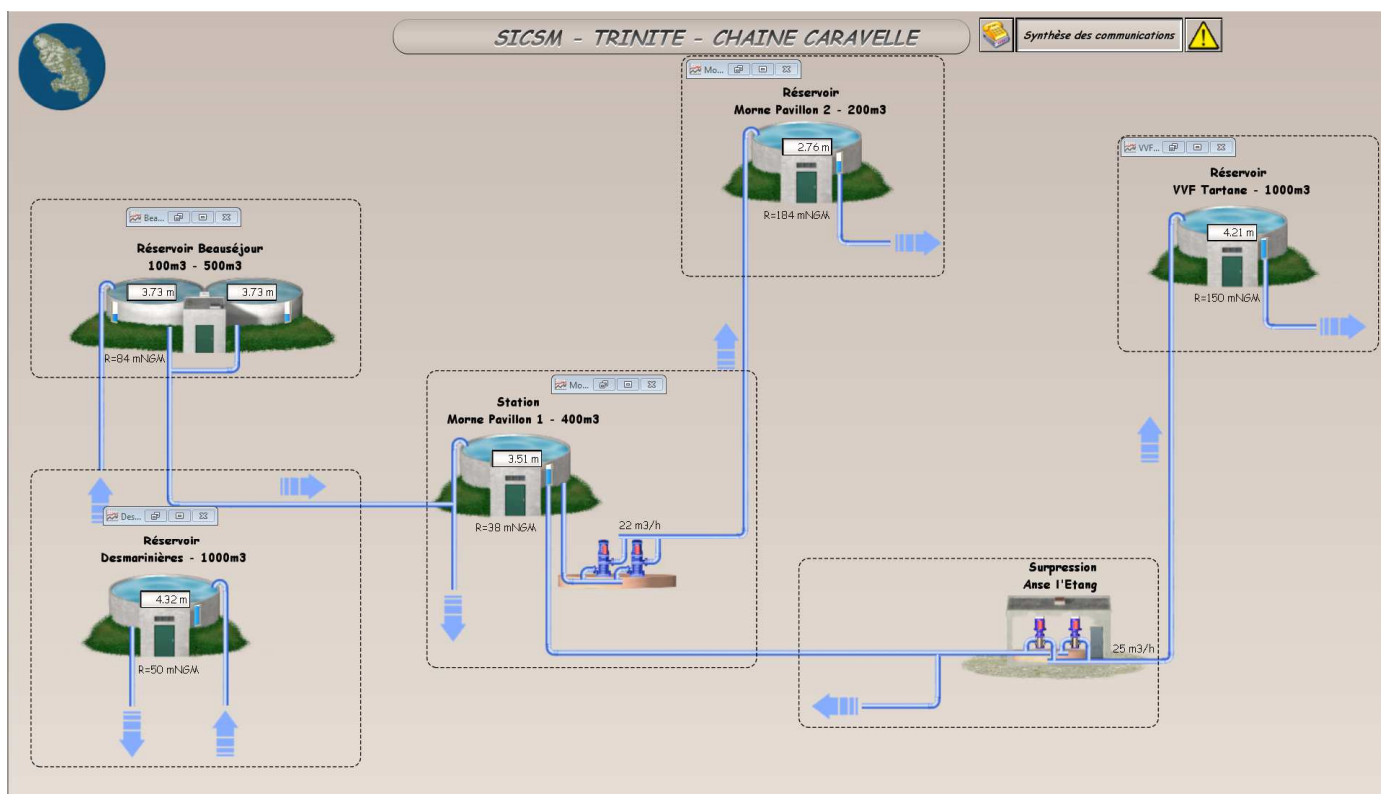 SICSM - TRINITE - CHAINE CARAVELLE
Synthèse des communications
Mo...
Réservoir
Morne Pavillon 2 - 200m3
2.76 m
R=184 mNGM
VVF...
Réservoir
VVF Tartane - 1000m3
4.21 m
R=150 mNGM
Bea...
Réservoir Beauséjour
100m3 - 500m3
3.73 m
3.73 m
R=84 mNGM
Mo...
Station
Morne Pavillon 1 - 400m3
3.51 m
R=38 mNGM
22 m3/h
Des...
Réservoir
Desmarinières - 1000m3
4.32 m
R=50 mNGM
Surpression
Anse l'Etang
25 m3/h